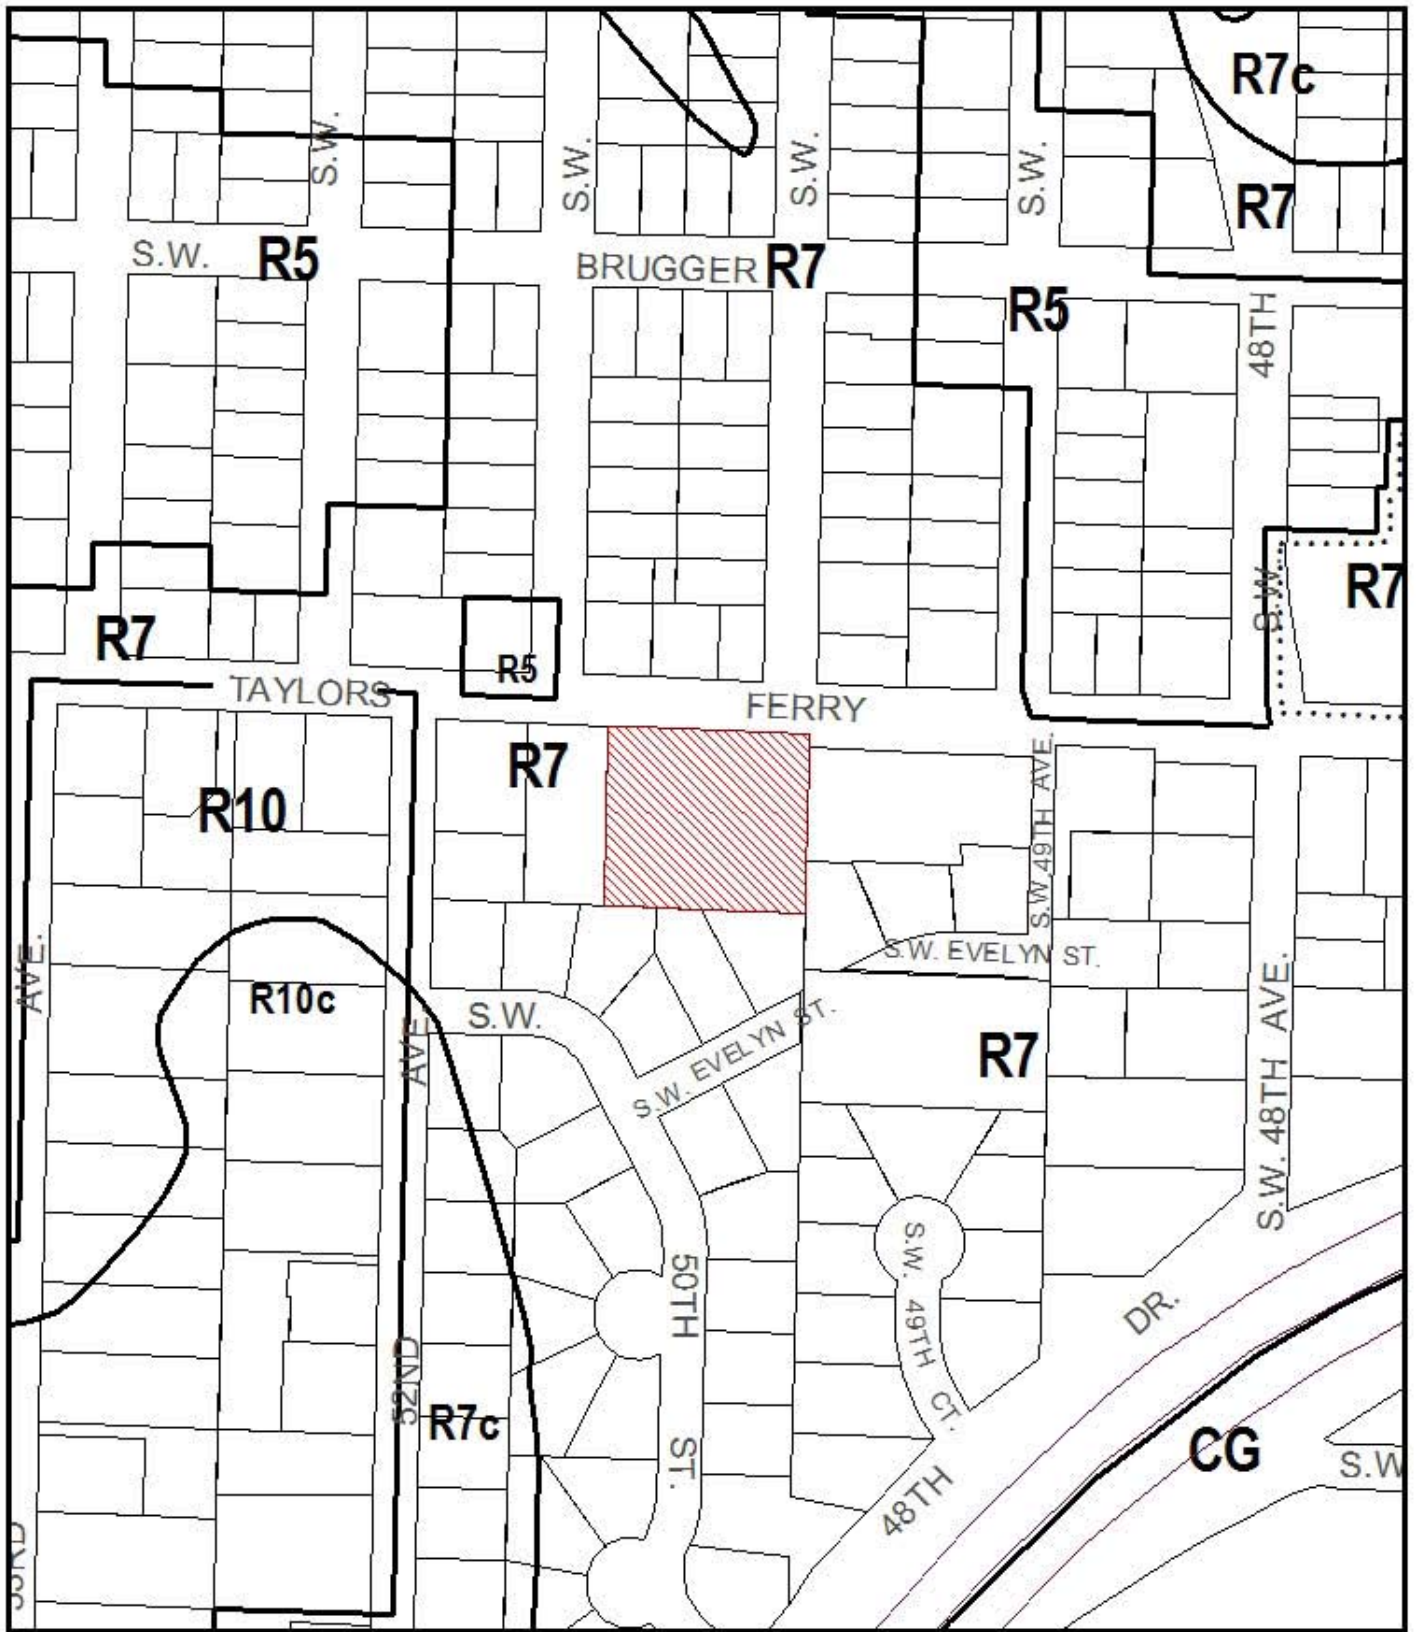 R7c
S.W.
S.W.
S.W.
S.W.
R7
S.W.
R5
BRUGGER
R7
R5
48TH
S.W.
R7
R7
R5
TAYLORS
FERRY
R7
R10
S.W. 49TH AVE.
AVE.
S.W. EVELYN ST.
R10c
S.W.
AVE.
S.W. EVELYN ST.
R7
S.W. 48TH AVE.
S.W. 49TH CT.
50TH ST.
DR.
52ND
R7c
CG
S.W.
48TH
53RD